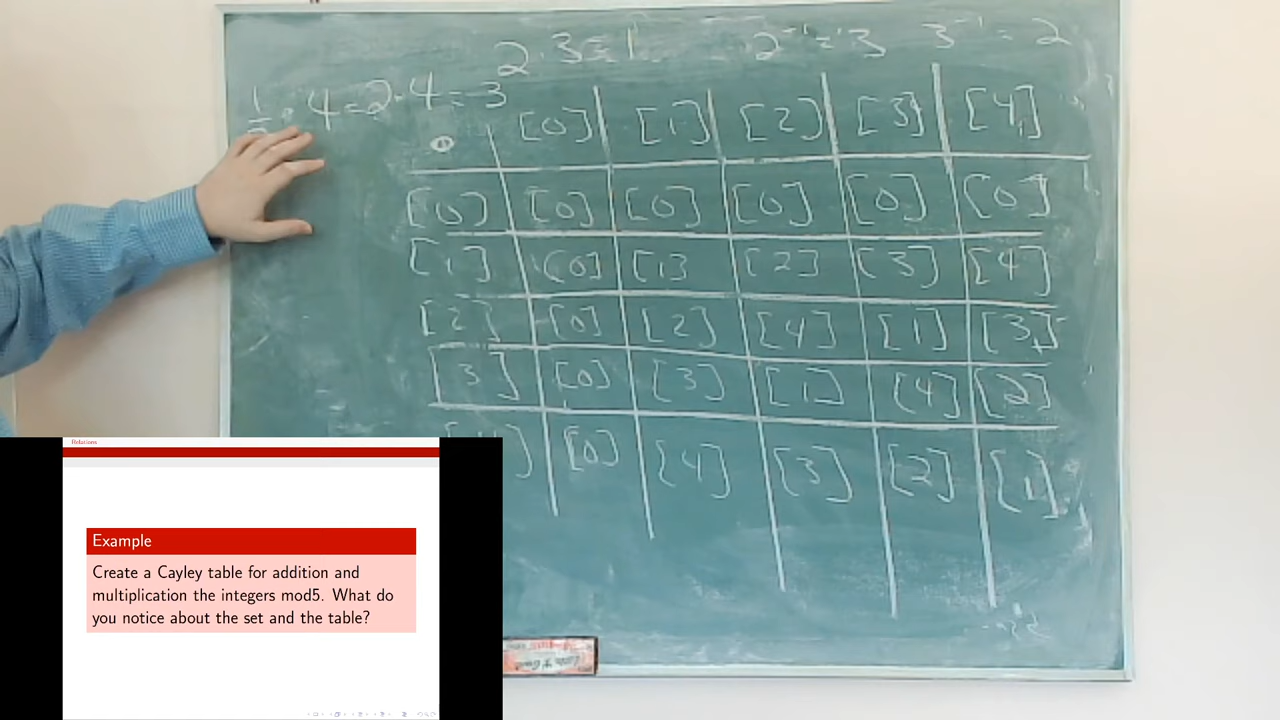 2 · 3 = 1
2⁻¹ = 3
3⁻¹ = 2
· 4 = 2 · 4 = 3
[0] [1] [2] [3] [4]
[0] [0] [0] [0] [0] [0]
[1] [0] [1] [2] [3] [4]
[2] [0] [2] [4] [1] [3]
[3] [0] [3] [1] [4] [2]
[0] [4] [3] [2] [1]
Relations
Example
Create a Cayley table for addition and
multiplication the integers mod5. What do
you notice about the set and the table?